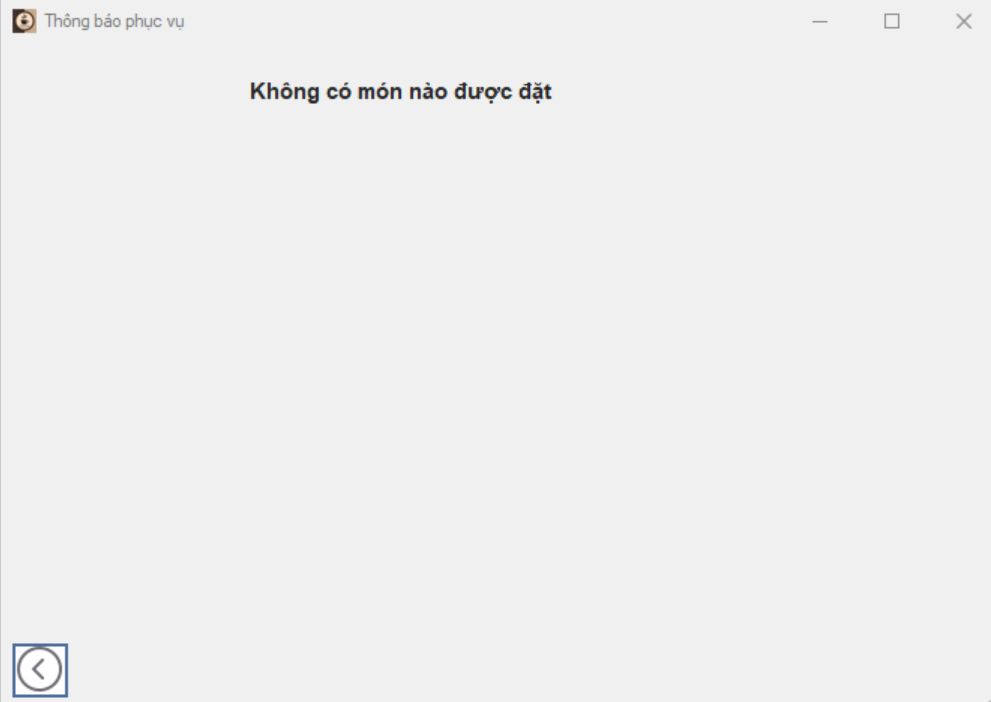 Thông báo phục vụ
Không có món nào được đặt